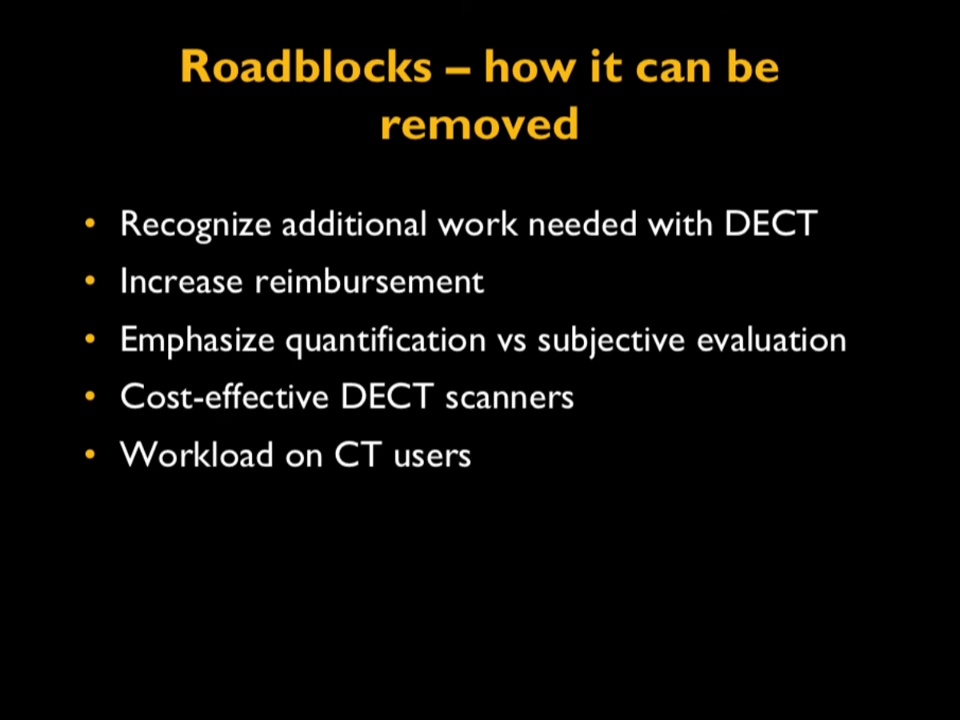 Roadblocks – how it can be
removed
• Recognize additional work needed with DECT
• Increase reimbursement
• Emphasize quantification vs subjective evaluation
• Cost-effective DECT scanners
• Workload on CT users